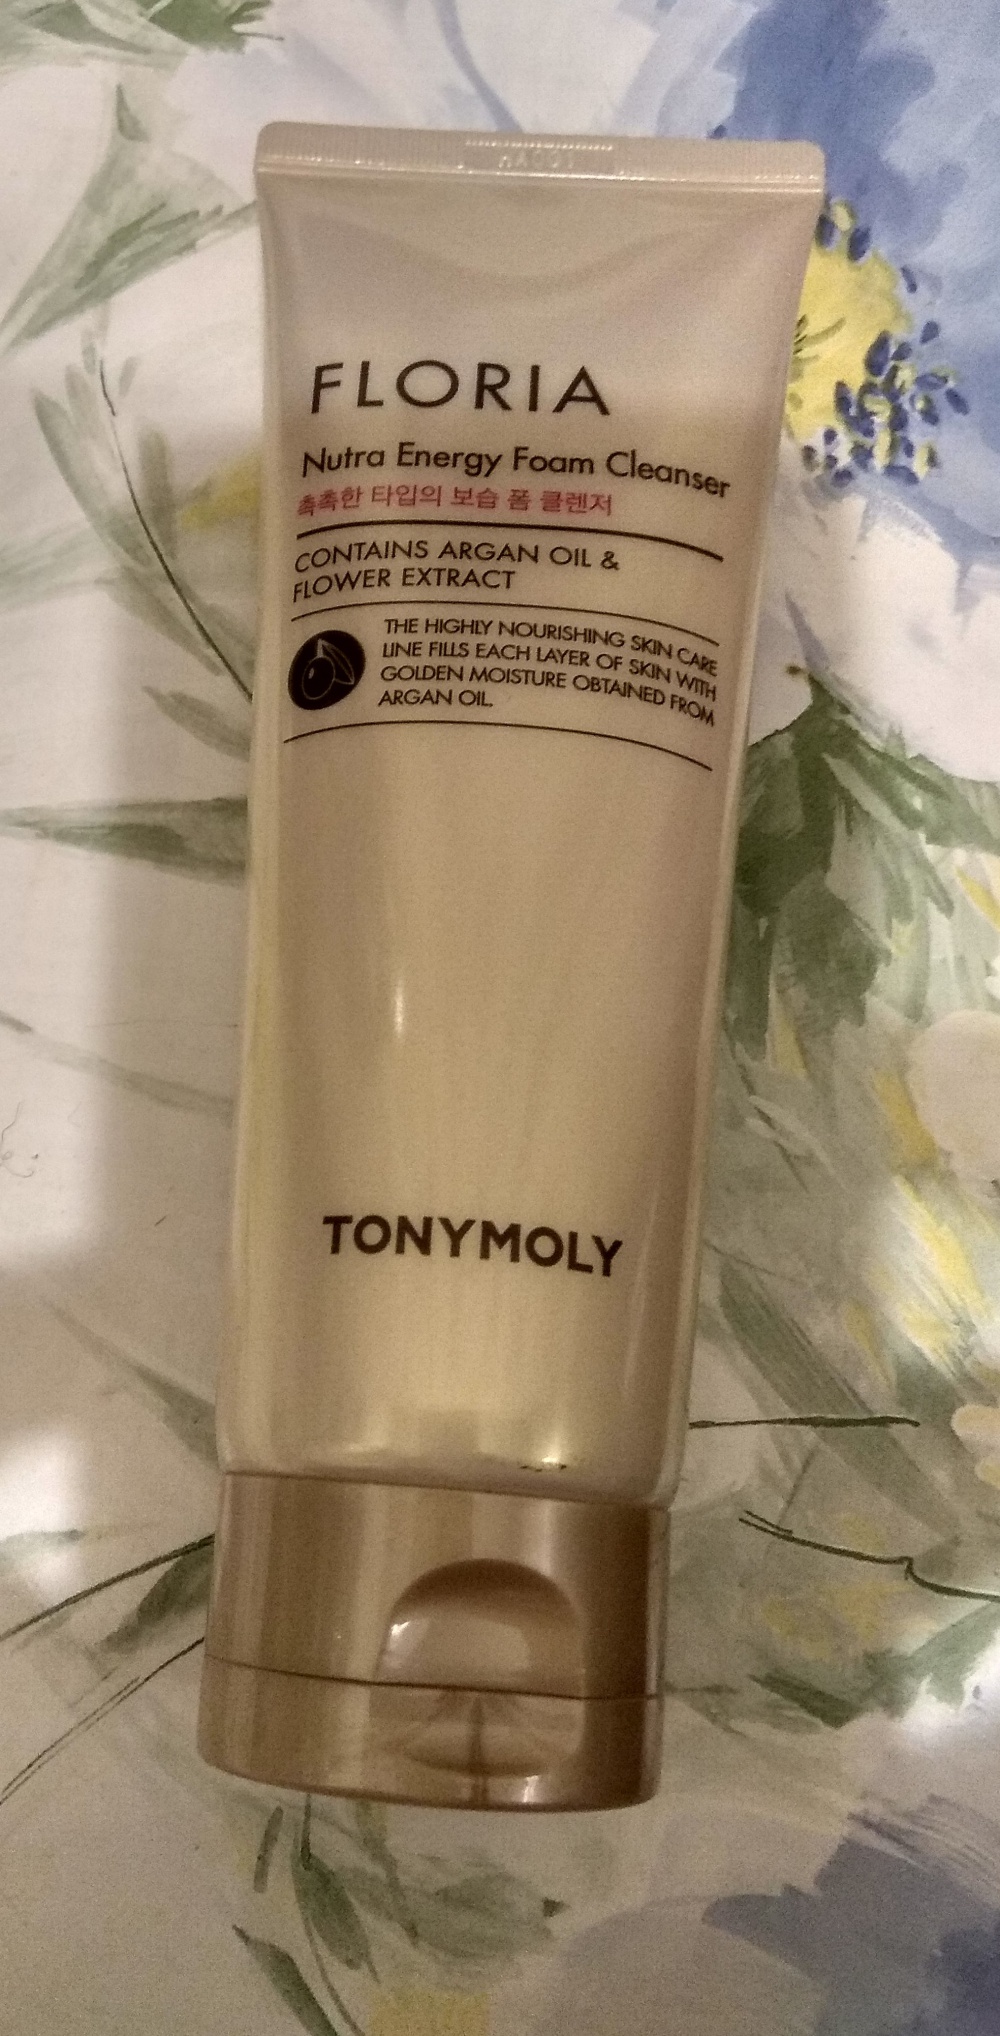 FLORIA
Nutra Energy Foam Cleanser
촉촉한 타입의 보습 폼 클렌저
CONTAINS ARGAN OIL &
FLOWER EXTRACT
THE HIGHLY NOURISHING SKIN CARE
LINE FILLS EACH LAYER OF SKIN WITH
GOLDEN MOISTURE OBTAINED FROM
ARGAN OIL.
TONYMOLY